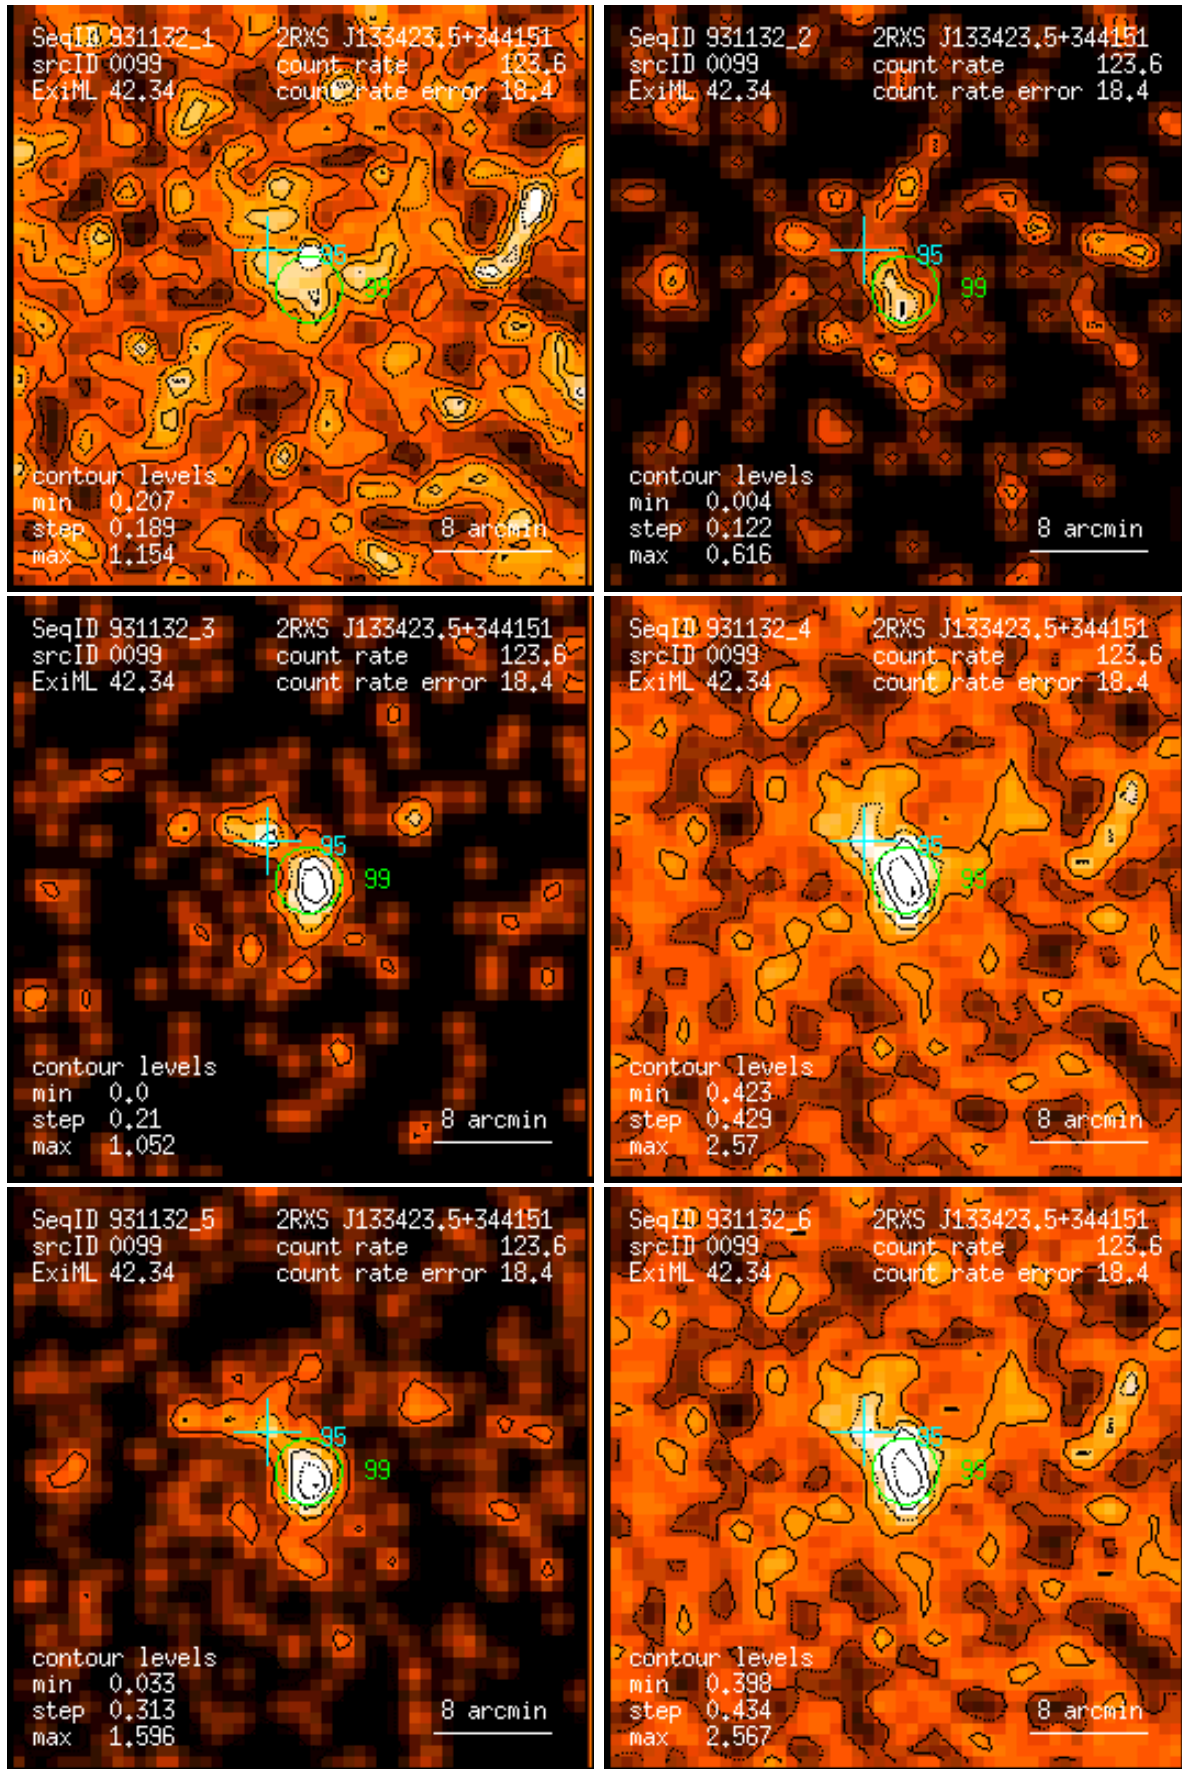 SeqID 931132_1 2RXS J133423.5+344151
srcID 0099 count rate 123.6
ExiML 42.34 count rate error 18.4
95
99
contour levels
min 0.207
step 0.189 8 arcmin
max 1.154
SeqID 931132_2 2RXS J133423.5+344151
srcID 0099 count rate 123.6
ExiML 42.34 count rate error 18.4
95
99
contour levels
min 0.004
step 0.122 8 arcmin
max 0.616
SeqID 931132_3 2RXS J133423.5+344151
srcID 0099 count rate 123.6
ExiML 42.34 count rate error 18.4
95
99
contour levels
min 0.0
step 0.21 8 arcmin
max 1.052
SeqID 931132_4 2RXS J133423.5+344151
srcID 0099 count rate 123.6
ExiML 42.34 count rate error 18.4
95
99
contour levels
min 0.423
step 0.429 8 arcmin
max 2.57
SeqID 931132_5 2RXS J133423.5+344151
srcID 0099 count rate 123.6
ExiML 42.34 count rate error 18.4
95
99
contour levels
min 0.033
step 0.313 8 arcmin
max 1.596
SeqID 931132_6 2RXS J133423.5+344151
srcID 0099 count rate 123.6
ExiML 42.34 count rate error 18.4
95
99
contour levels
min 0.398
step 0.434 8 arcmin
max 2.567